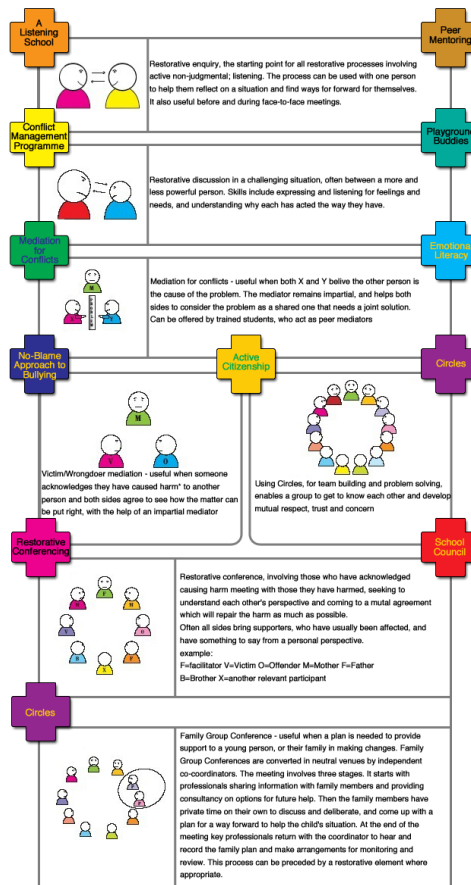 A
Listening
School
Peer
Mentoring
Restorative enquiry, the starting point for all restorative processes involving
active non-judgmental; listening. The process can be used with one person
to help them reflect on a situation and find ways for forward for themselves.
It also useful before and during face-to-face meetings.
Conflict
Management
Programme
Playground
Buddies
Restorative discussion in a challenging situation, often between a more and
less powerful person. Skills include expressing and listening for feelings and
needs, and understanding why each has acted the way they have.
Mediation
for
Conflicts
Emotional
Literacy
M
X
Y
Mediation for conflicts - useful when both X and Y belive the other person is
the cause of the problem. The mediator remains impartial, and helps both
sides to consider the problem as a shared one that needs a joint solution.
Can be offered by trained students, who act as peer mediators
No-Blame
Approach to
Bullying
Active
Citizenship
Circles
M
V
O
Victim/Wrongdoer mediation - useful when someone
acknowledges they have caused harm* to another
person and both sides agree to see how the matter can
be put right, with the help of an impartial mediator
Using Circles, for team building and problem solving,
enables a group to get to know each other and develop
mutual respect, trust and concern
Restorative
Conferencing
School
Council
Restorative conference, involving those who have acknowledged
causing harm meeting with those they have harmed, seeking to
understand each other's perspective and coming to a mutal agreement
which will repair the harm as much as possible.
Often all sides bring supporters, who have usually been affected, and
have something to say from a personal perspective.
example:
F=facilitator V=Victim O=Offender M=Mother F=Father
B=Brother X=another relevant participant
F
M
M
V
O
B
F
X
Circles
Family Group Conference - useful when a plan is needed to provide
support to a young person, or their family in making changes. Family
Group Conferences are converted in neutral venues by independent
co-coordinators. The meeting involves three stages. It starts with
professionals sharing information with family members and providing
consultancy on options for future help. Then the family members have
private time on their own to discuss and deliberate, and come up with a
plan for a way forward to help the child's situation. At the end of the
meeting key professionals return with the coordinator to hear and
record the family plan and make arrangements for monitoring and
review. This process can be preceded by a restorative element where
appropriate.